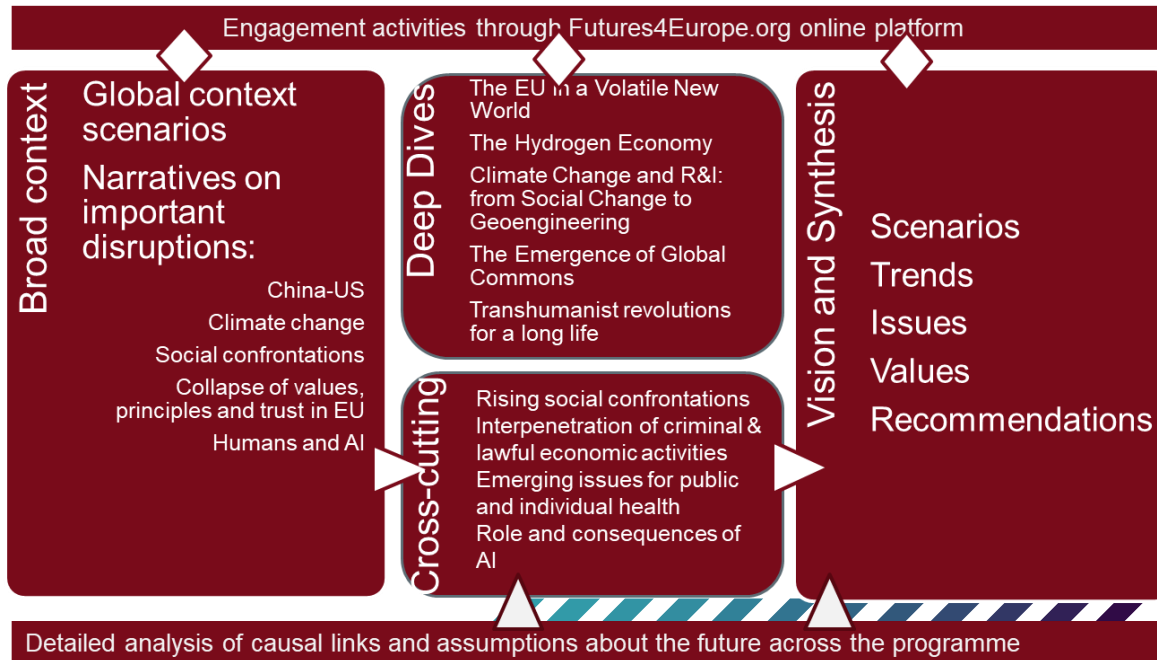 Engagement activities through Futures4Europe.org online platform
Broad context
Global context
scenarios
Narratives on
important
disruptions:
China-US
Climate change
Social confrontations
Collapse of values,
principles and trust in EU
Humans and AI
Deep Dives
The EU in a Volatile New
World
The Hydrogen Economy
Climate Change and R&I:
from Social Change to
Geoengineering
The Emergence of Global
Commons
Transhumanist revolutions
for a long life
Cross-cutting
Rising social confrontations
Interpenetration of criminal &
lawful economic activities
Emerging issues for public
and individual health
Role and consequences of
AI
Vision and Synthesis
Scenarios
Trends
Issues
Values
Recommendations
Detailed analysis of causal links and assumptions about the future across the programme